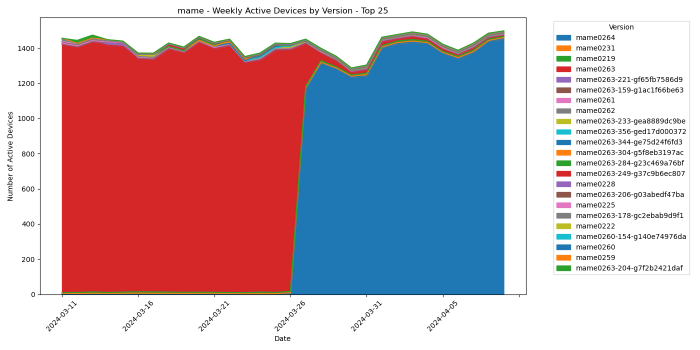 mame - Weekly Active Devices by Version - Top 25
Number of Active Devices
1400
1200
1000
800
600
400
200
0
2024-03-11
2024-03-16
2024-03-21
2024-03-26
2024-03-31
2024-04-05
Date
Version
mame0264
mame0231
mame0219
mame0263
mame0263-221-gf65fb7586d9
mame0263-159-g1ac1f66be63
mame0261
mame0262
mame0263-233-gea8889dc9be
mame0263-356-ged17d000372
mame0263-344-ge75d24f6fd3
mame0263-304-g5f8eb3197ac
mame0263-284-g23c469a76bf
mame0263-249-g37c9b6ec807
mame0228
mame0263-206-g03abedf47ba
mame0225
mame0263-178-gc2ebab9d9f1
mame0222
mame0260-154-g140e74976da
mame0260
mame0259
mame0263-204-g7f2b2421daf